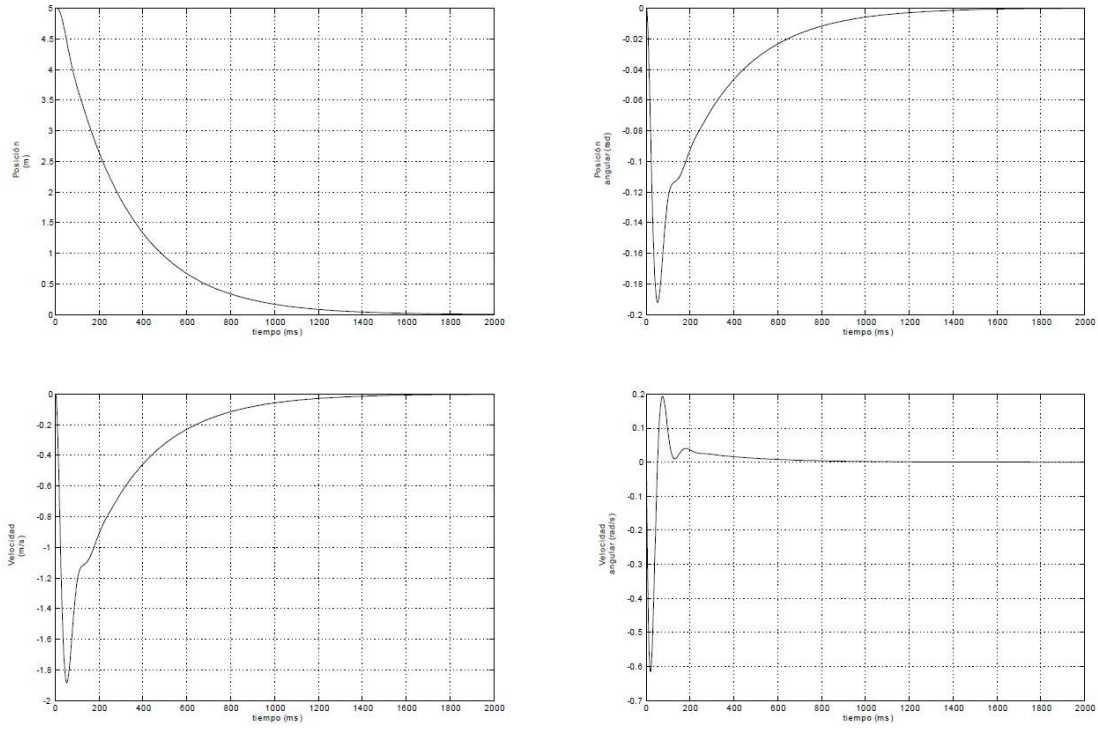 5
4.5
4
3.5
3
2.5
2
1.5
1
0.5
0
Posición
(m)
0 200 400 600 800 1000 1200 1400 1600 1800 2000
tiempo (ms)
0
-0.02
-0.04
-0.06
-0.08
-0.1
-0.12
-0.14
-0.16
-0.18
-0.2
Posición
angular (rad)
0 200 400 600 800 1000 1200 1400 1600 1800 2000
tiempo (ms)
0
-0.2
-0.4
-0.6
-0.8
-1
-1.2
-1.4
-1.6
-1.8
-2
Velocidad
(m/s)
0 200 400 600 800 1000 1200 1400 1600 1800 2000
tiempo (ms)
0.2
0.1
0
-0.1
-0.2
-0.3
-0.4
-0.5
-0.6
-0.7
Velocidad
angular (rad/s)
0 200 400 600 800 1000 1200 1400 1600 1800 2000
tiempo (ms)